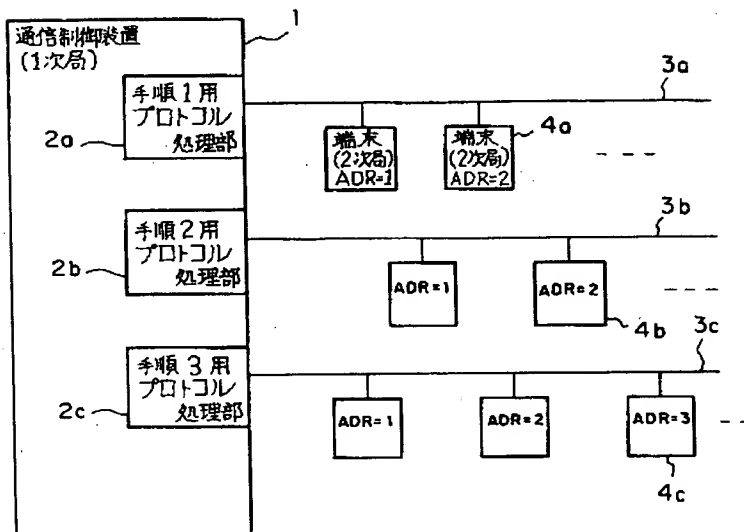 通信制御装置
(1次局)
1
手順1用
プロトコル
処理部
2a
3a
端末
(2次局)
ADR=1
端末
(2次局)
ADR=2
4a
手順2用
プロトコル
処理部
2b
3b
ADR=1
ADR=2
4b
手順3用
プロトコル
処理部
2c
3c
ADR=1
ADR=2
ADR=3
4c